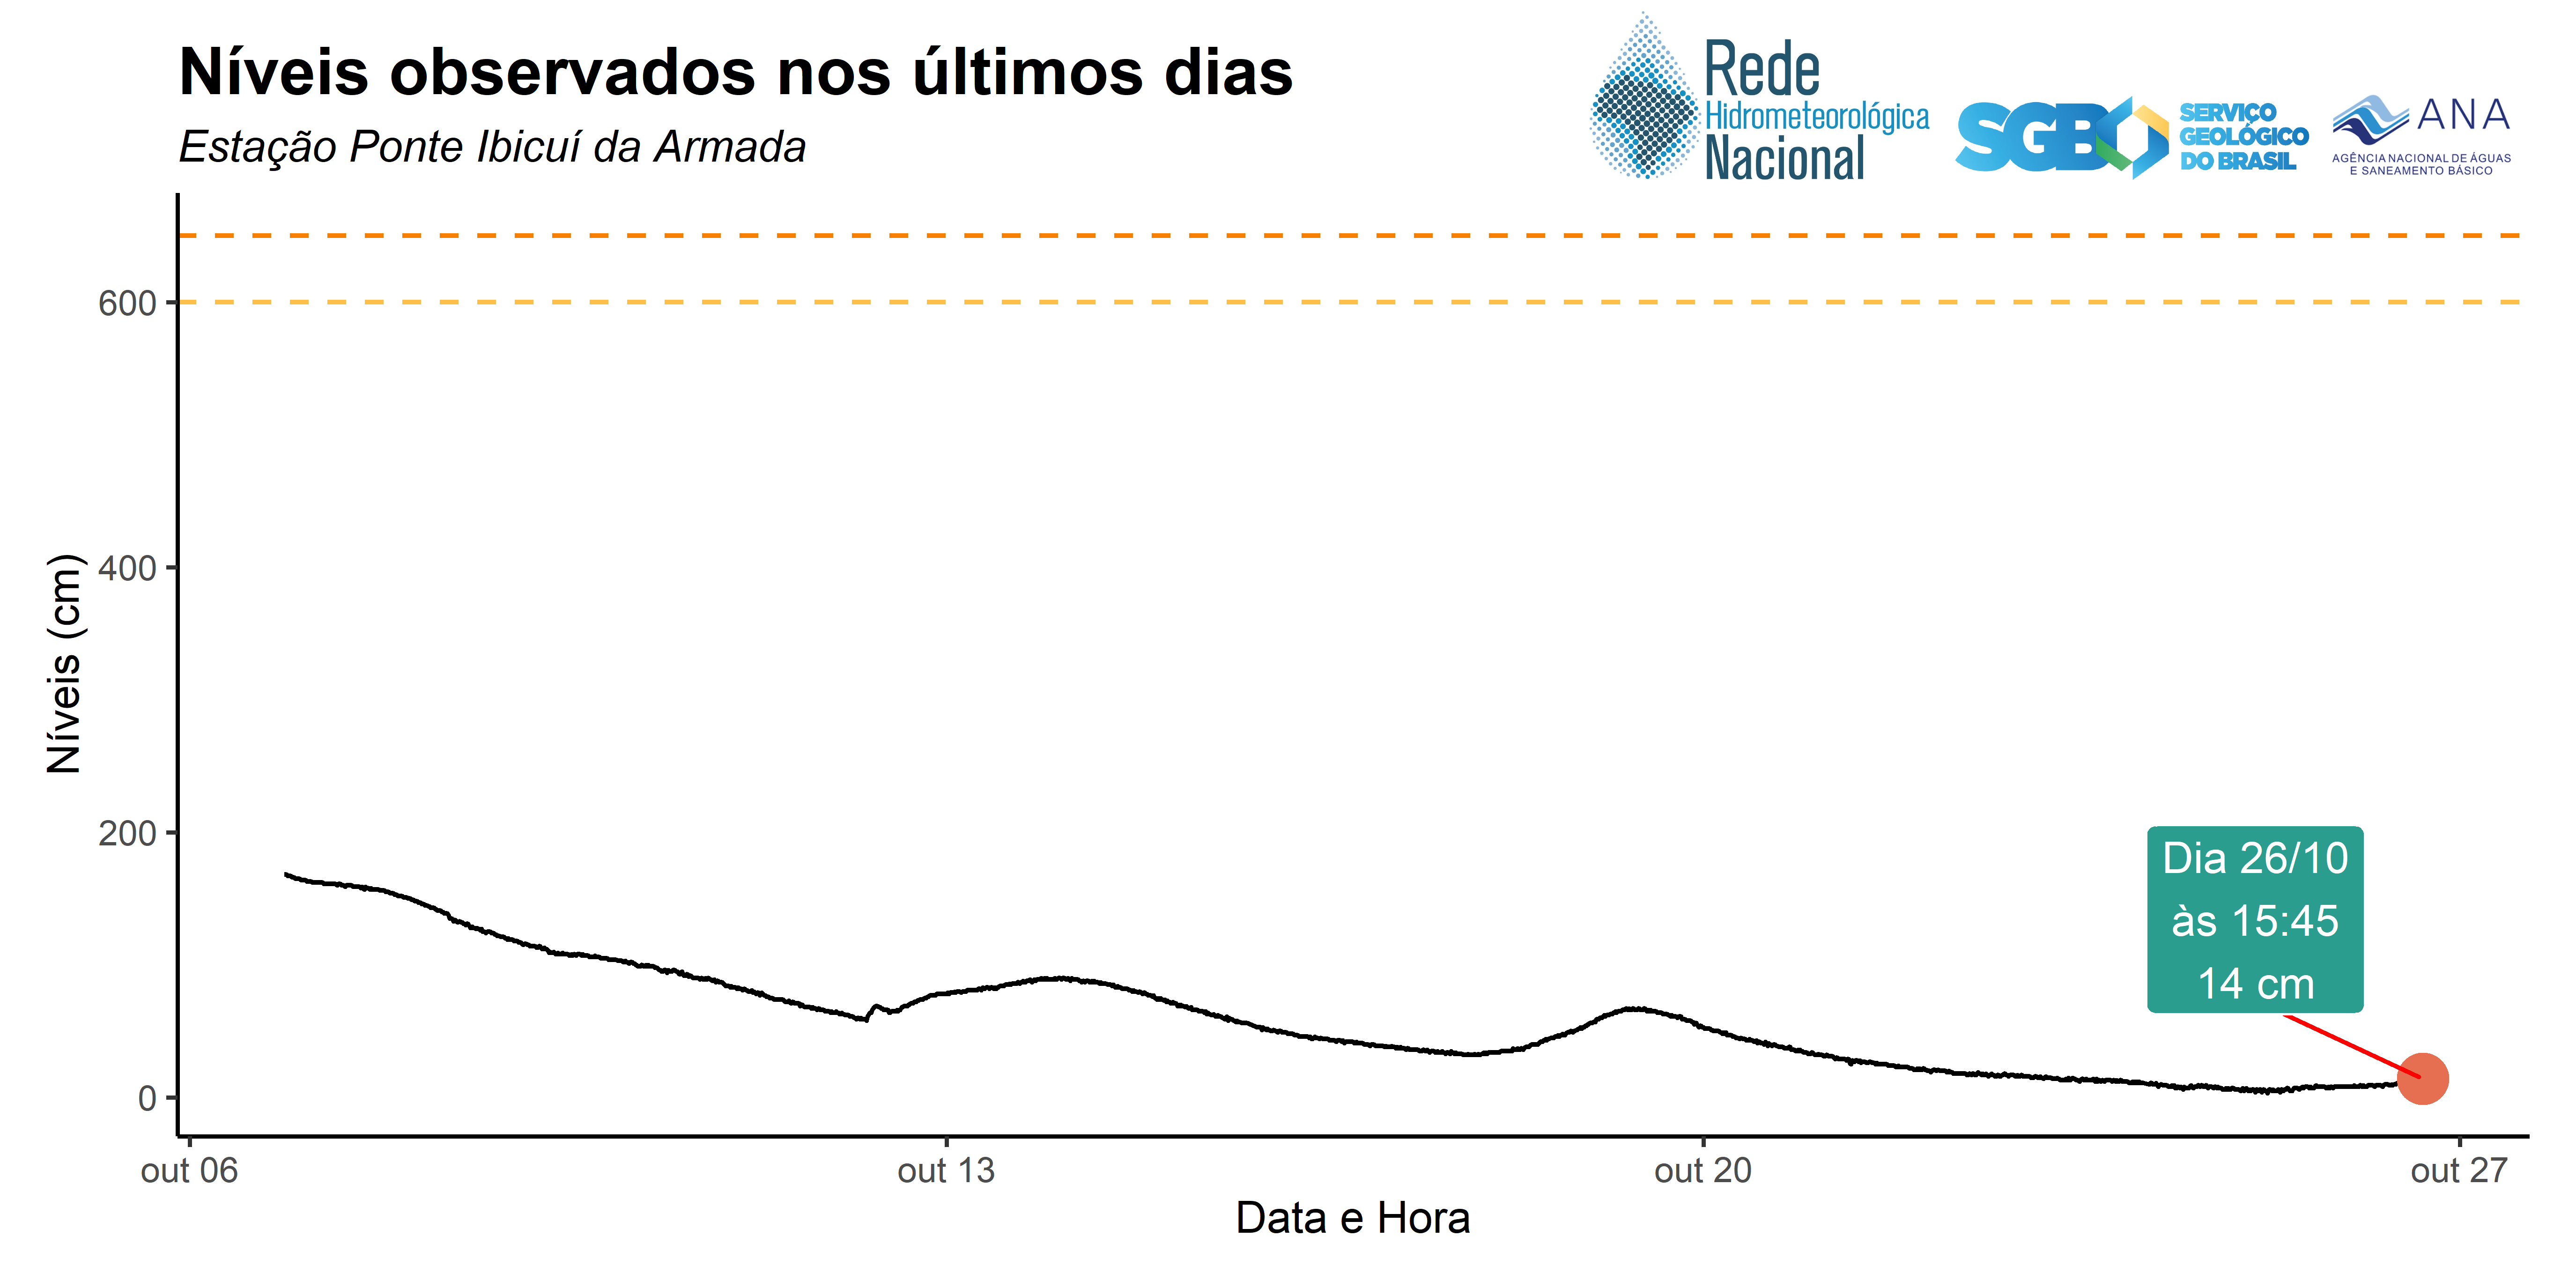 Níveis observados nos últimos dias
Estação Ponte Ibicuí da Armada
Rede
Hidrometeorológica
Nacional
SGB
SERVIÇO
GEOLÓGICO
DO BRASIL
ANA
AGÊNCIA NACIONAL DE ÁGUAS
E SANEAMENTO BÁSICO
Níveis (cm)
600
400
200
0
Dia 26/10
às 15:45
14 cm
out 06
out 13
out 20
out 27
Data e Hora